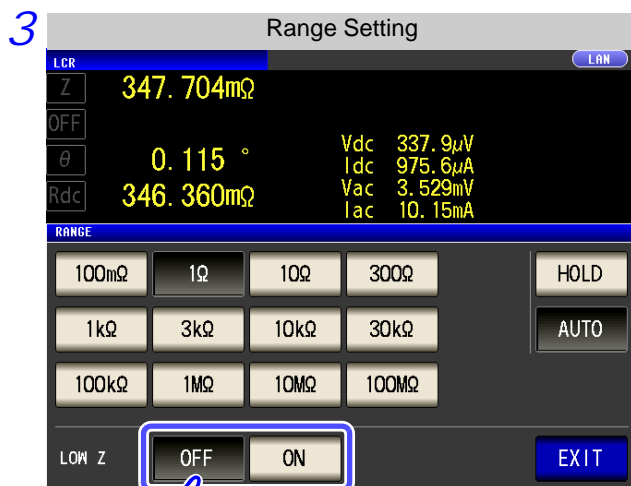 3 Range Setting
LCR LAN
Z 347.704mΩ
OFF
Vdc 337.9μV
θ 0.115 ° Idc 975.6μA
Vac 3.529mV
Rdc 346.360mΩ Iac 10.15mA
RANGE
100mΩ 1Ω 10Ω 300Ω HOLD
1kΩ 3kΩ 10kΩ 30kΩ AUTO
100kΩ 1MΩ 10MΩ 100MΩ
LOW Z OFF ON EXIT